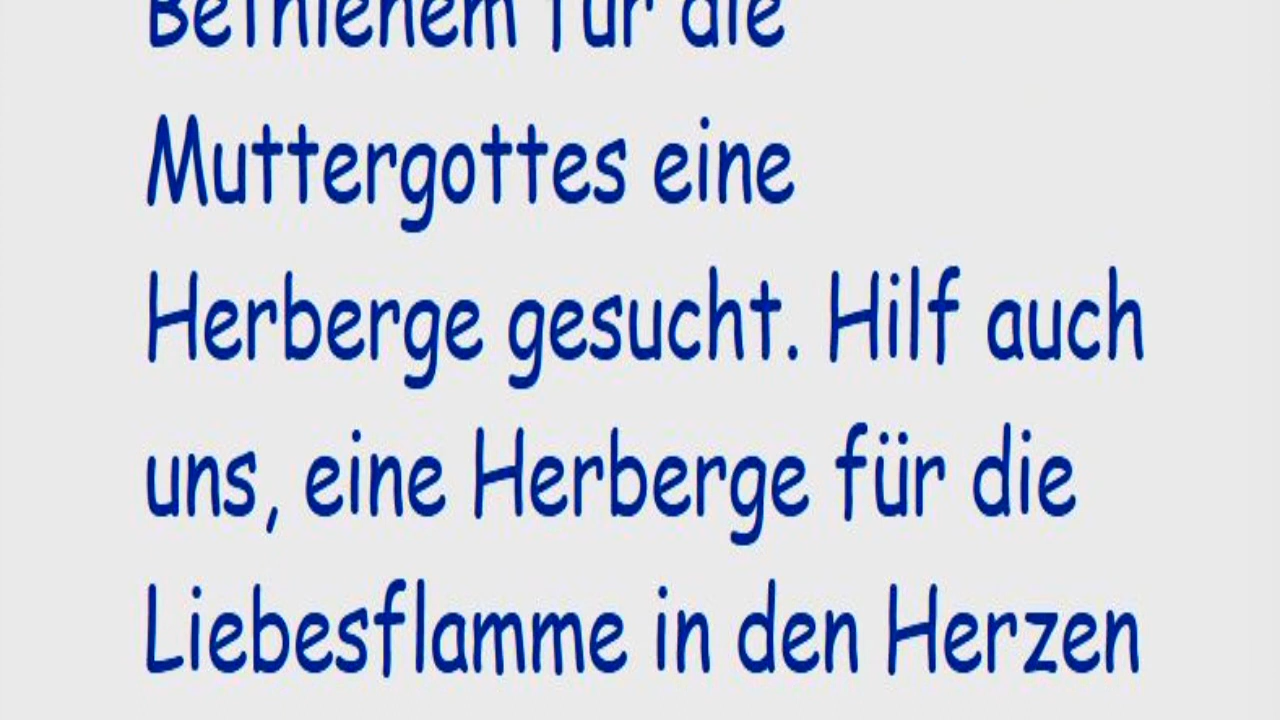 Bethlehem für die
Muttergottes eine
Herberge gesucht. Hilf auch
uns, eine Herberge für die
Liebesflamme in den Herzen